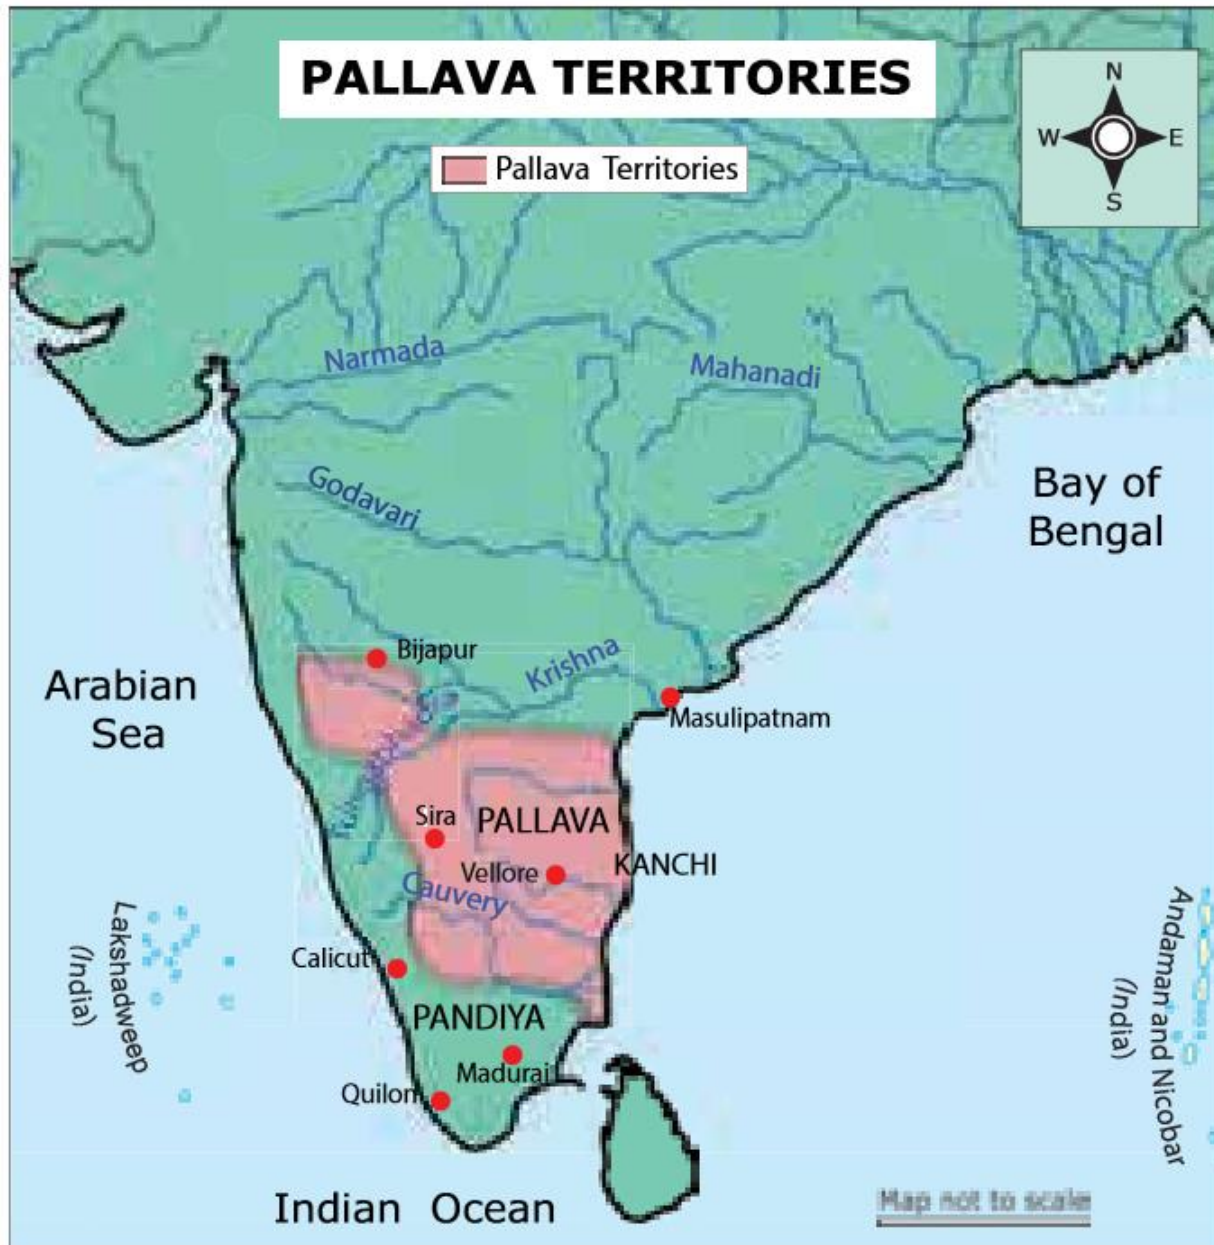 PALLAVA TERRITORIES
N
W
E
S
Pallava Territories
Narmada
Mahanadi
Godavari
Bay of
Bengal
Bijapur
Krishna
Arabian
Sea
Masulipatnam
Sira
PALLAVA
Vellore
KANCHI
Cauvery
Lakshadweep
(India)
Calicut
Andaman and Nicobar
(India)
PANDIYA
Madurai
Quilon
Indian Ocean
Map not to scale